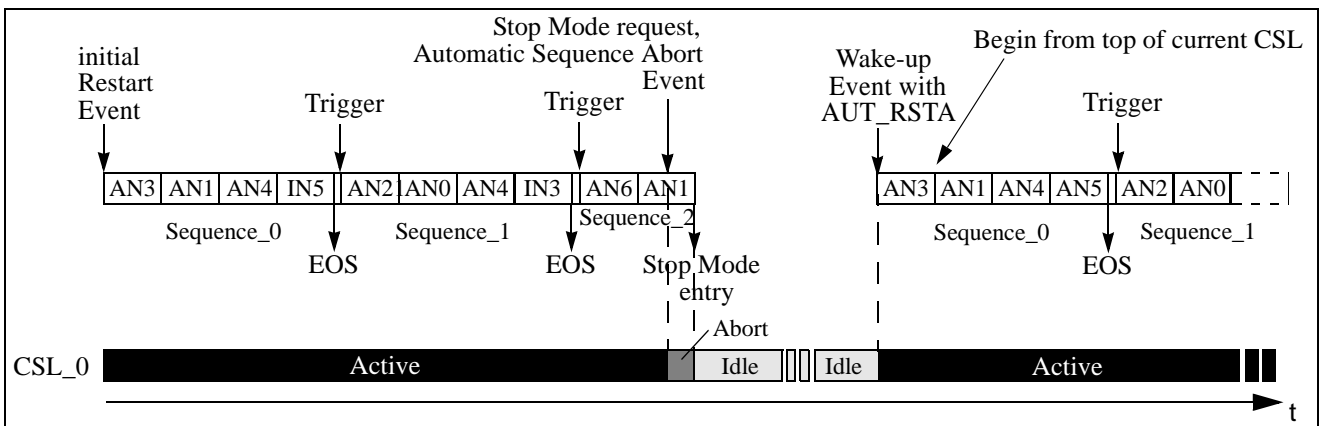 initial
Restart
Event
Trigger
Stop Mode request,
Automatic Sequence Abort
Event
Trigger
Wake-up
Event with
AUT_RSTA
Begin from top of current CSL
Trigger
AN3 AN1 AN4 IN5 AN21AN0 AN4 IN3 AN6 AN1
AN3 AN1 AN4 AN5 AN2 AN0
Sequence_0
Sequence_1
Sequence_2
Sequence_0
Sequence_1
EOS
EOS
Stop Mode
entry
EOS
Abort
CSL_0
Active
Idle
Idle
Active
t